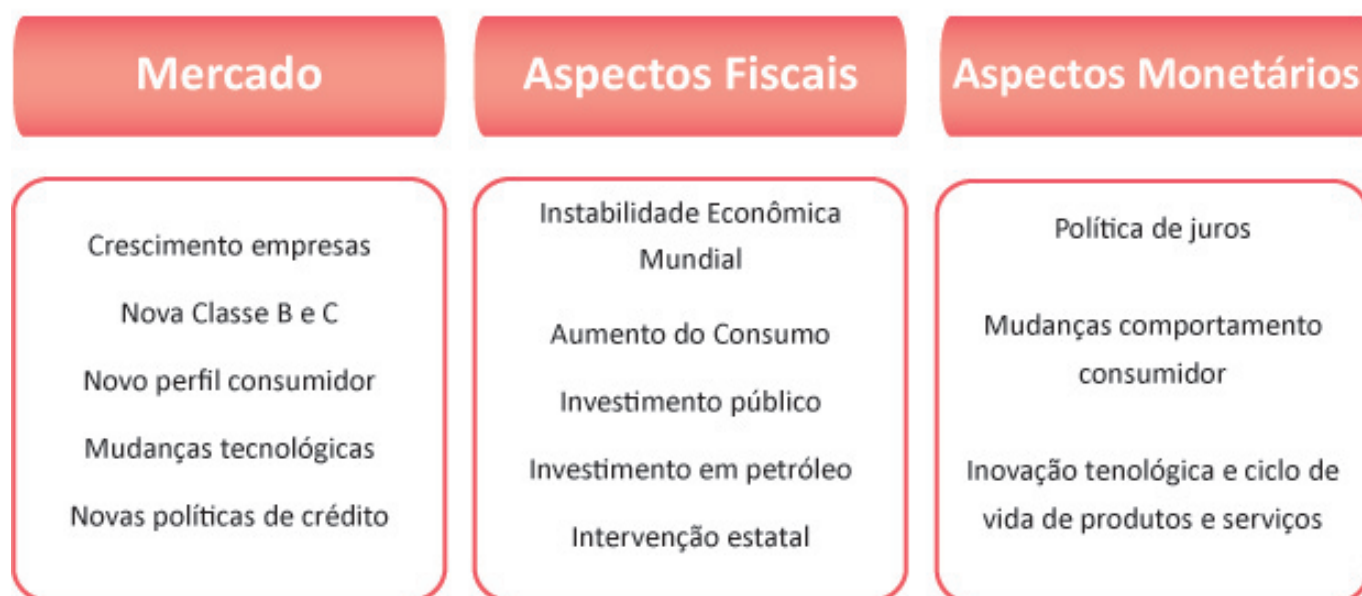 Mercado
Crescimento empresas
Nova Classe B e C
Novo perfil consumidor
Mudanças tecnológicas
Novas políticas de crédito
Aspectos Fiscais
Instabilidade Econômica
Mundial
Aumento do Consumo
Investimento público
Investimento em petróleo
Intervenção estatal
Aspectos Monetários
Política de juros
Mudanças comportamento
consumidor
Inovação tenológica e ciclo de
vida de produtos e serviços